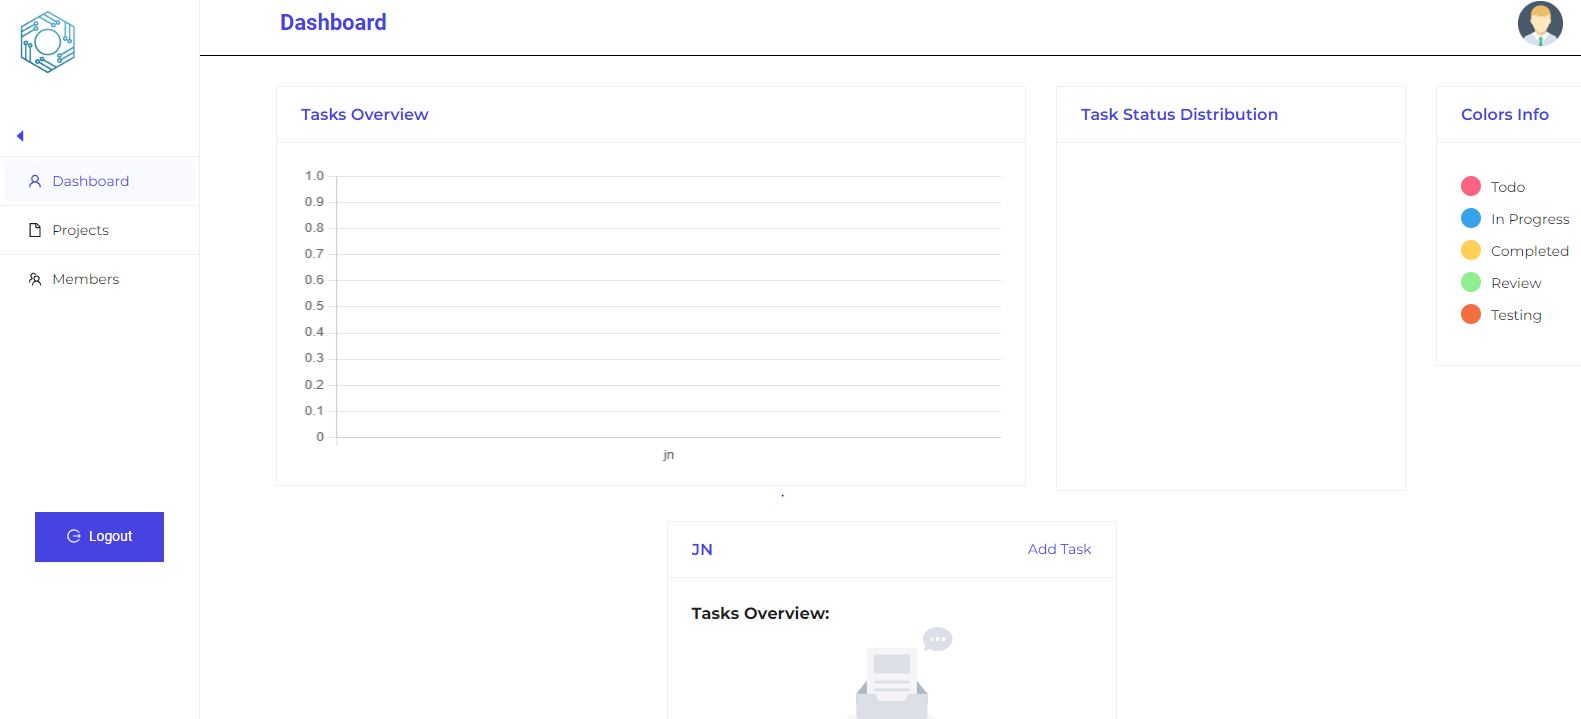 Dashboard
Dashboard
Projects
Members
Logout
Tasks Overview
1.0
0.9
0.8
0.7
0.6
0.5
0.4
0.3
0.2
0.1
0
jn
Task Status Distribution
Colors Info
Todo
In Progress
Completed
Review
Testing
JN
Add Task
Tasks Overview: